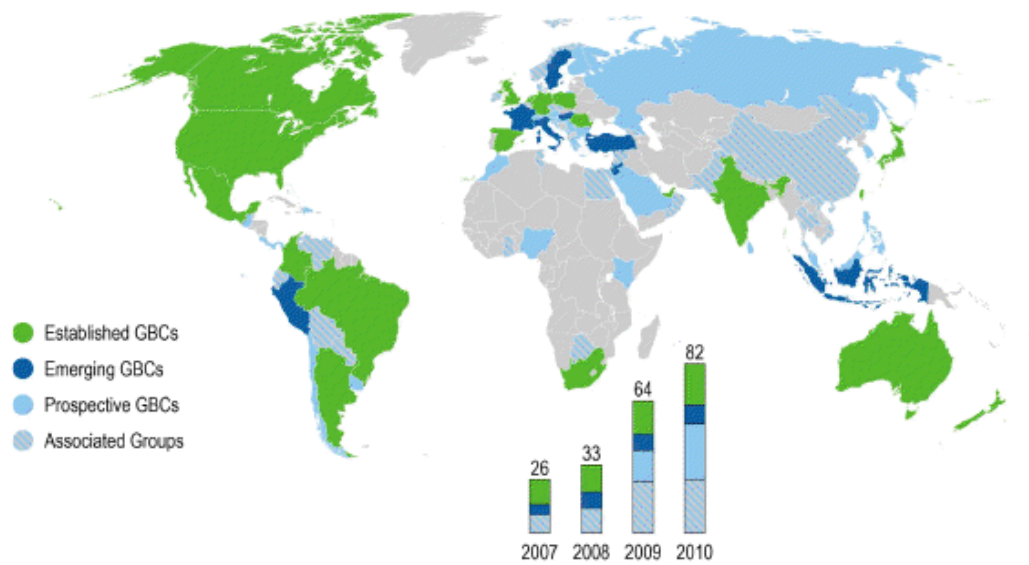 Established GBCs
Emerging GBCs
Prospective GBCs
Associated Groups
26
33
64
82
2007
2008
2009
2010